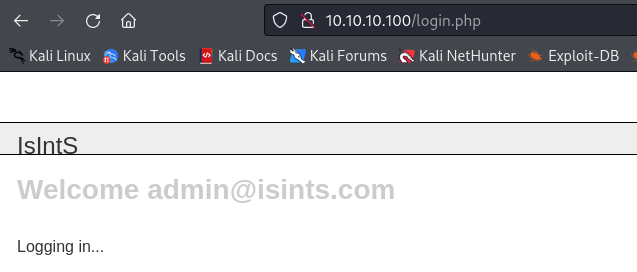 10.10.10.100/login.php
Kali Linux Kali Tools Kali Docs Kali Forums Kali NetHunter Exploit-DB
IsIntS
Welcome admin@isints.com
Logging in...